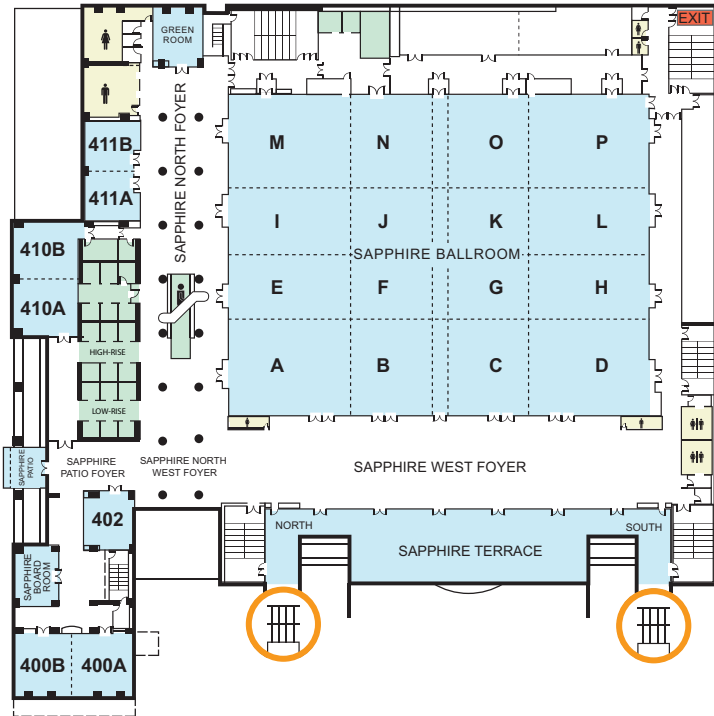 EXIT
GREEN
ROOM
SAPPHIRE NORTH FOYER
411B
411A
M
N
O
P
I
J
K
L
410B
410A
SAPPHIRE BALLROOM
E
F
G
H
HIGH-RISE
A
B
C
D
LOW-RISE
SAPPHIRE
PATIO
SAPPHIRE
PATIO FOYER
SAPPHIRE NORTH
WEST FOYER
SAPPHIRE WEST FOYER
402
NORTH
SOUTH
SAPPHIRE TERRACE
SAPPHIRE
BOARD
ROOM
400B
400A